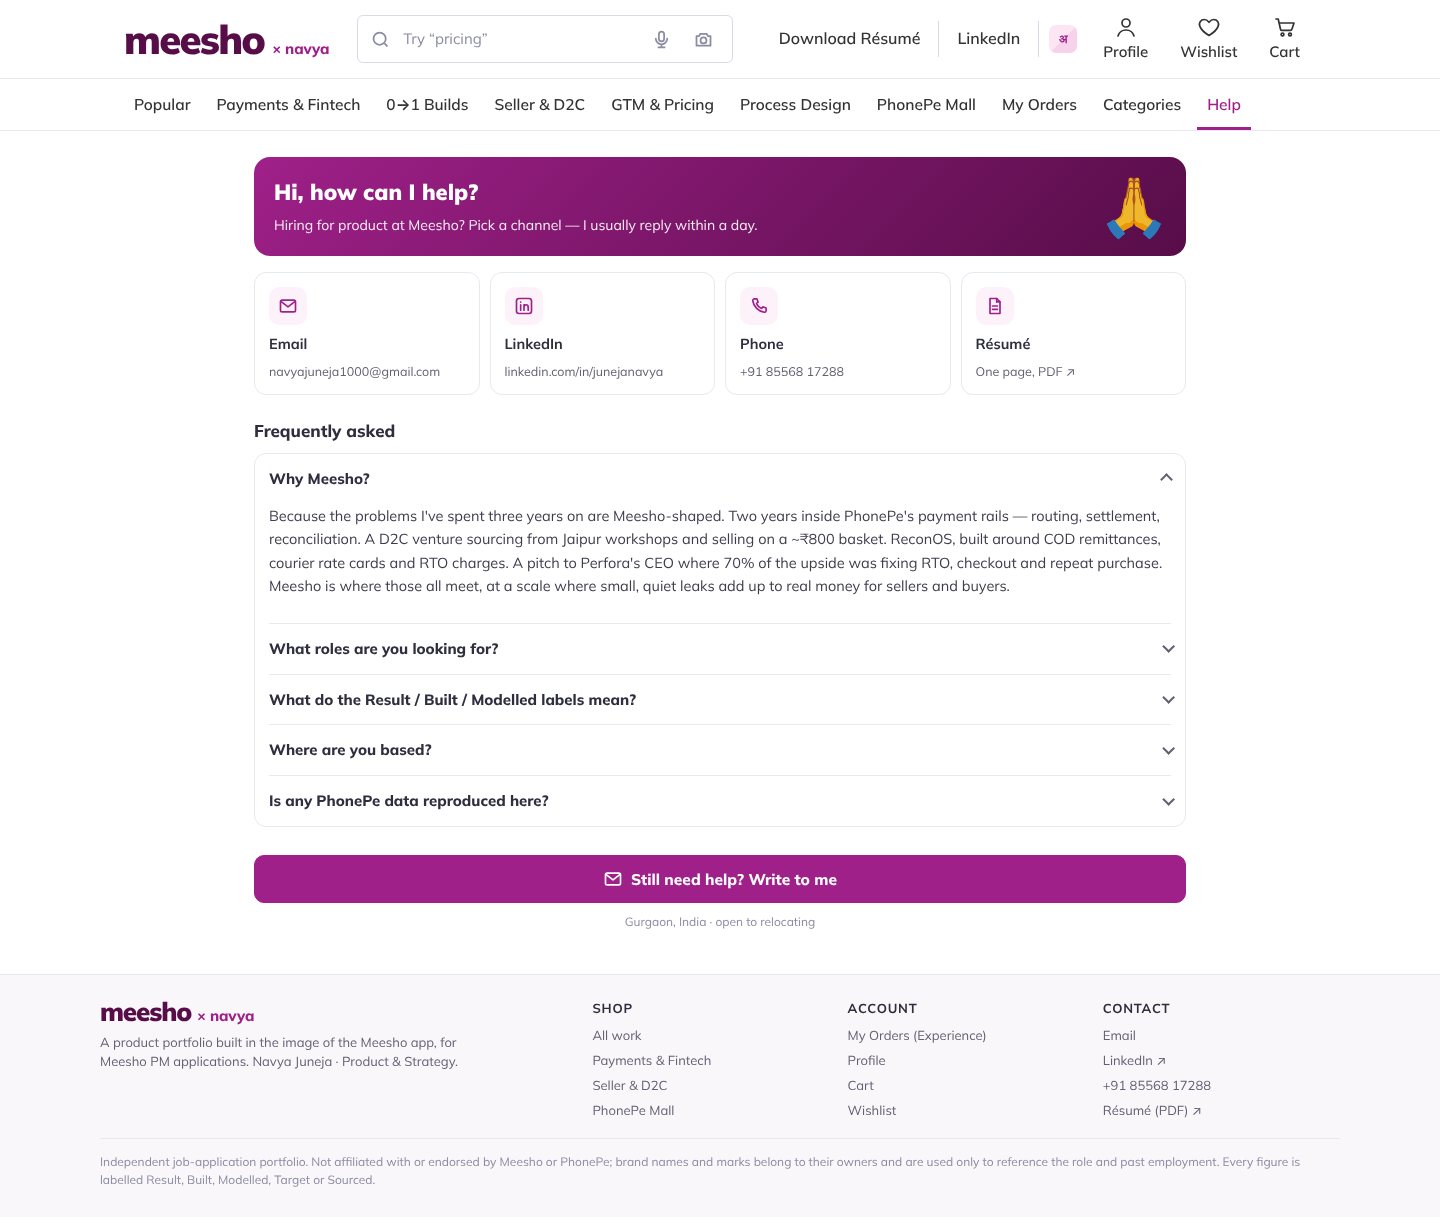 meesho × navya
Try “pricing”
Download Résumé
LinkedIn
अ
Profile
Wishlist
Cart
Popular
Payments & Fintech
0→1 Builds
Seller & D2C
GTM & Pricing
Process Design
PhonePe Mall
My Orders
Categories
Help
Hi, how can I help?
Hiring for product at Meesho? Pick a channel — I usually reply within a day.
Email
navyajuneja1000@gmail.com
LinkedIn
linkedin.com/in/junejanavya
Phone
+91 85568 17288
Résumé
One page, PDF ↗
Frequently asked
Why Meesho?
Because the problems I've spent three years on are Meesho-shaped. Two years inside PhonePe's payment rails — routing, settlement,
reconciliation. A D2C venture sourcing from Jaipur workshops and selling on a ~₹800 basket. ReconOS, built around COD remittances,
courier rate cards and RTO charges. A pitch to Perfora's CEO where 70% of the upside was fixing RTO, checkout and repeat purchase.
Meesho is where those all meet, at a scale where small, quiet leaks add up to real money for sellers and buyers.
What roles are you looking for?
What do the Result / Built / Modelled labels mean?
Where are you based?
Is any PhonePe data reproduced here?
Still need help? Write to me
Gurgaon, India · open to relocating
meesho × navya
A product portfolio built in the image of the Meesho app, for
Meesho PM applications. Navya Juneja · Product & Strategy.
SHOP
All work
Payments & Fintech
Seller & D2C
PhonePe Mall
ACCOUNT
My Orders (Experience)
Profile
Cart
Wishlist
CONTACT
Email
LinkedIn ↗
+91 85568 17288
Résumé (PDF) ↗
Independent job-application portfolio. Not affiliated with or endorsed by Meesho or PhonePe; brand names and marks belong to their owners and are used only to reference the role and past employment. Every figure is
labelled Result, Built, Modelled, Target or Sourced.